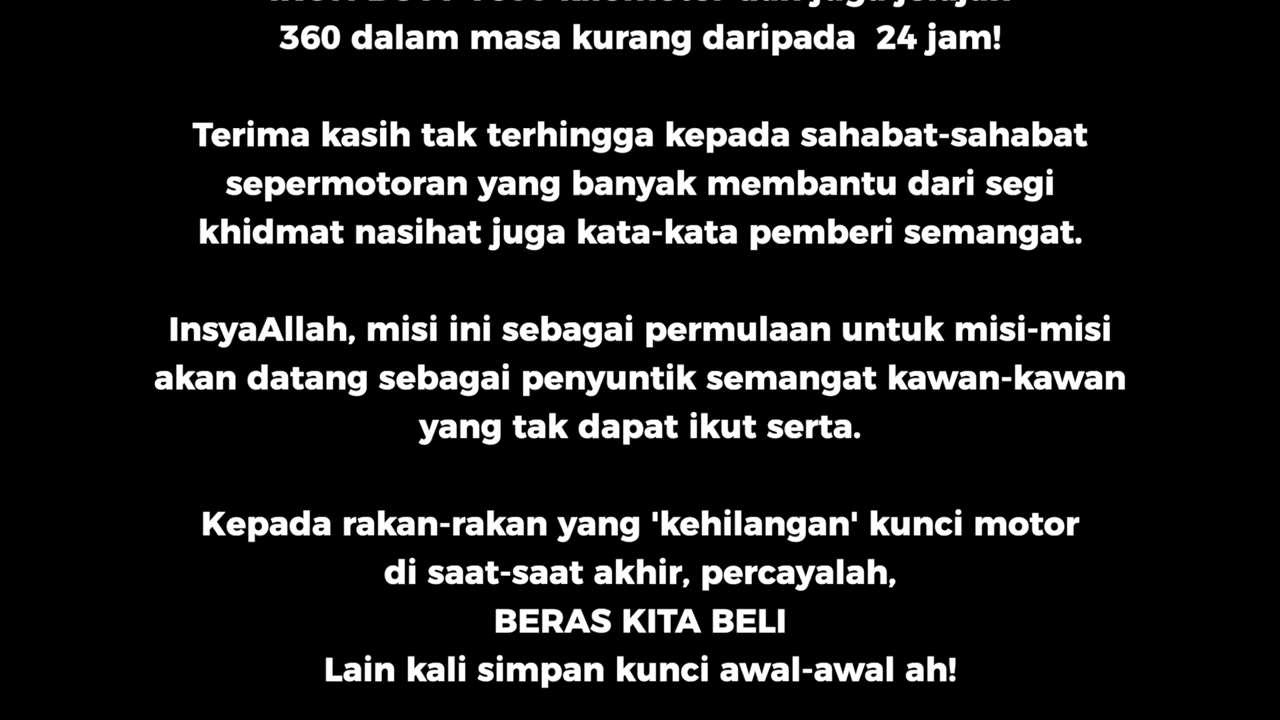 360 dalam masa kurang daripada 24 jam!
Terima kasih tak terhingga kepada sahabat-sahabat
sepermotoran yang banyak membantu dari segi
khidmat nasihat juga kata-kata pemberi semangat.
InsyaAllah, misi ini sebagai permulaan untuk misi-misi
akan datang sebagai penyuntik semangat kawan-kawan
yang tak dapat ikut serta.
Kepada rakan-rakan yang 'kehilangan' kunci motor
di saat-saat akhir, percayalah,
BERAS KITA BELI
Lain kali simpan kunci awal-awal ah!